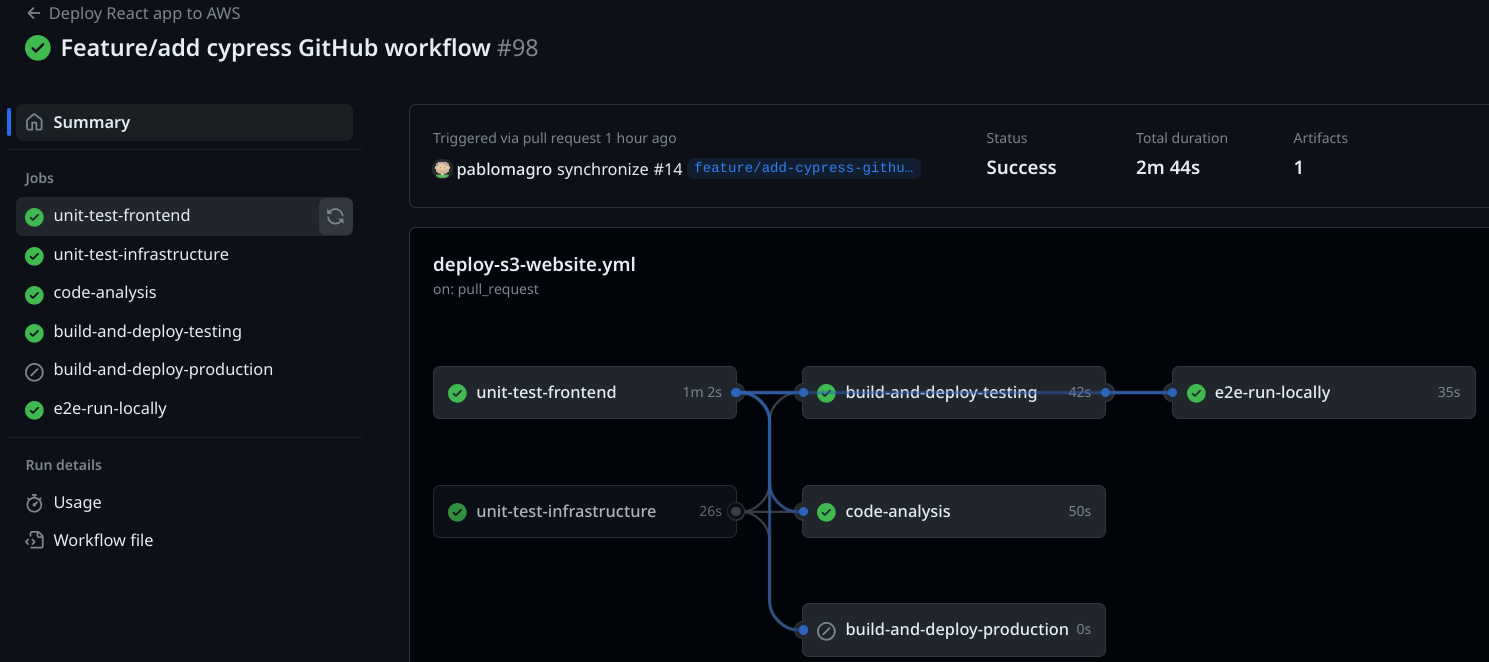 Deploy React app to AWS
Feature/add cypress GitHub workflow #98
Summary
Jobs
unit-test-frontend
unit-test-infrastructure
code-analysis
build-and-deploy-testing
build-and-deploy-production
e2e-run-locally
Run details
Usage
Workflow file
Triggered via pull request 1 hour ago
pablomagro synchronize #14 feature/add-cypress-githu…
Status
Success
Total duration
2m 44s
Artifacts
1
deploy-s3-website.yml
on: pull_request
unit-test-frontend 1m 2s
build-and-deploy-testing 42s
e2e-run-locally 35s
unit-test-infrastructure 26s
code-analysis 50s
build-and-deploy-production 0s